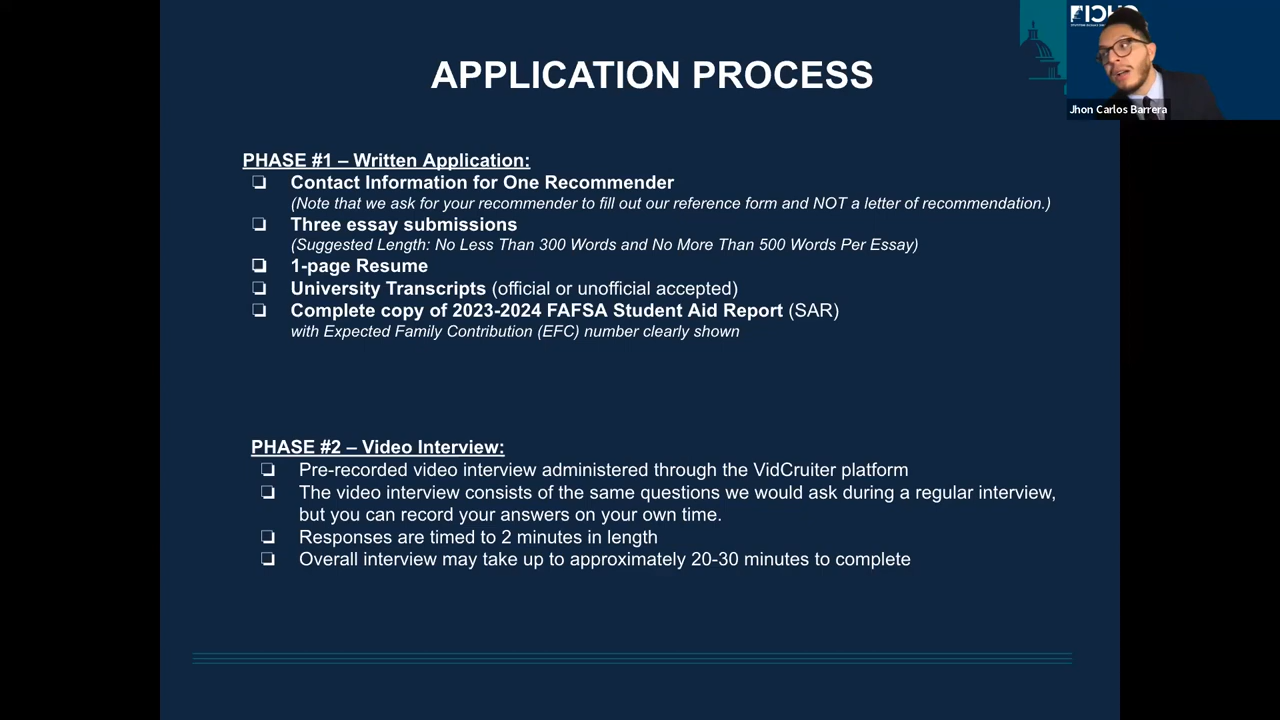 APPLICATION PROCESS
Jhon Carlos Barrera
PHASE #1 – Written Application:
❏ Contact Information for One Recommender
(Note that we ask for your recommender to fill out our reference form and NOT a letter of recommendation.)
❏ Three essay submissions
(Suggested Length: No Less Than 300 Words and No More Than 500 Words Per Essay)
❏ 1-page Resume
❏ University Transcripts (official or unofficial accepted)
❏ Complete copy of 2023-2024 FAFSA Student Aid Report (SAR)
with Expected Family Contribution (EFC) number clearly shown
PHASE #2 – Video Interview:
❏ Pre-recorded video interview administered through the VidCruiter platform
❏ The video interview consists of the same questions we would ask during a regular interview,
but you can record your answers on your own time.
❏ Responses are timed to 2 minutes in length
❏ Overall interview may take up to approximately 20-30 minutes to complete